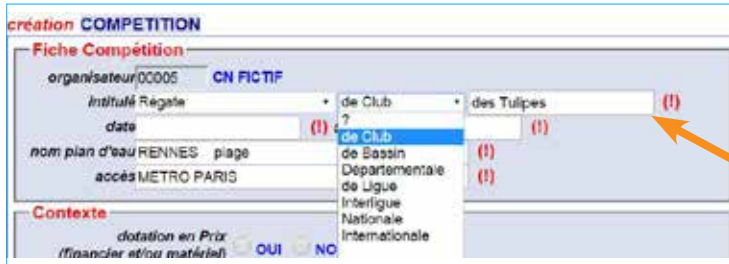 création COMPETITION
Fiche Compétition
organisateur 00005 CN FICTIF
intitulé Régate de Club des Tulipes (!)
date (!) (!)
?
de Club
nom plan d'eau RENNES plage de Bassin (!)
Départementale
accès METRO PARIS de Ligue (!)
Interligue
Nationale
Internationale
Contexte
dotation en Prix
(financier et/ou matériel) OUI NO